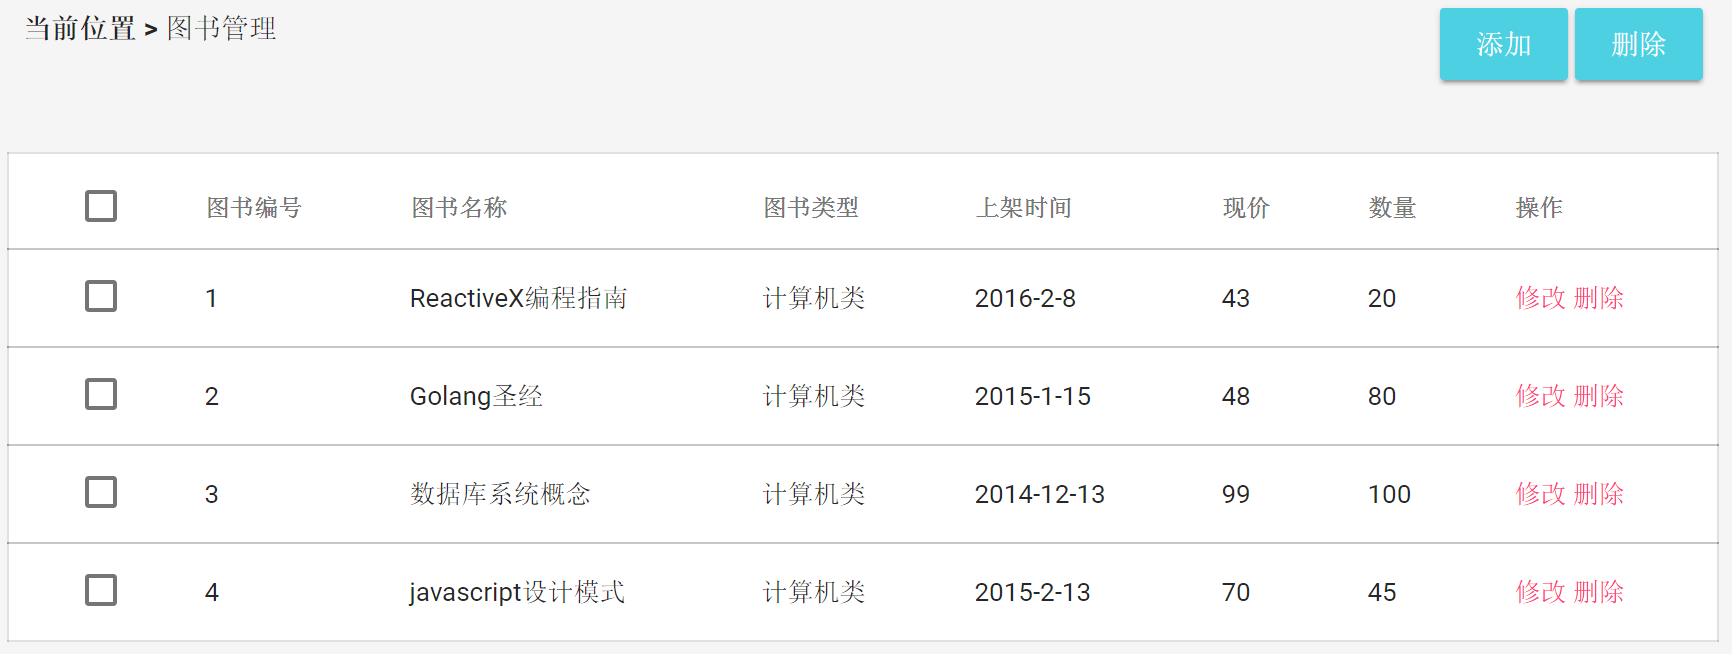 当前位置 > 图书管理 添加 删除
图书编号 图书名称 图书类型 上架时间 现价 数量 操作
1 ReactiveX编程指南 计算机类 2016-2-8 43 20 修改 删除
2 Golang圣经 计算机类 2015-1-15 48 80 修改 删除
3 数据库系统概念 计算机类 2014-12-13 99 100 修改 删除
4 javascript设计模式 计算机类 2015-2-13 70 45 修改 删除